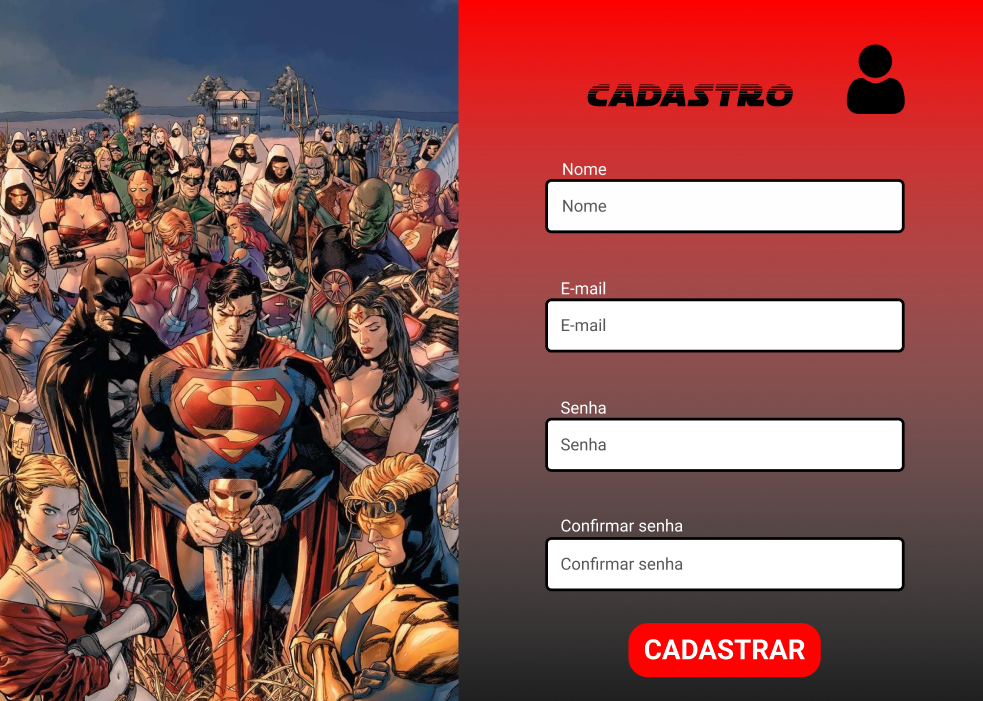 CADASTRO
Nome
Nome
E-mail
E-mail
Senha
Senha
Confirmar senha
Confirmar senha
CADASTRAR